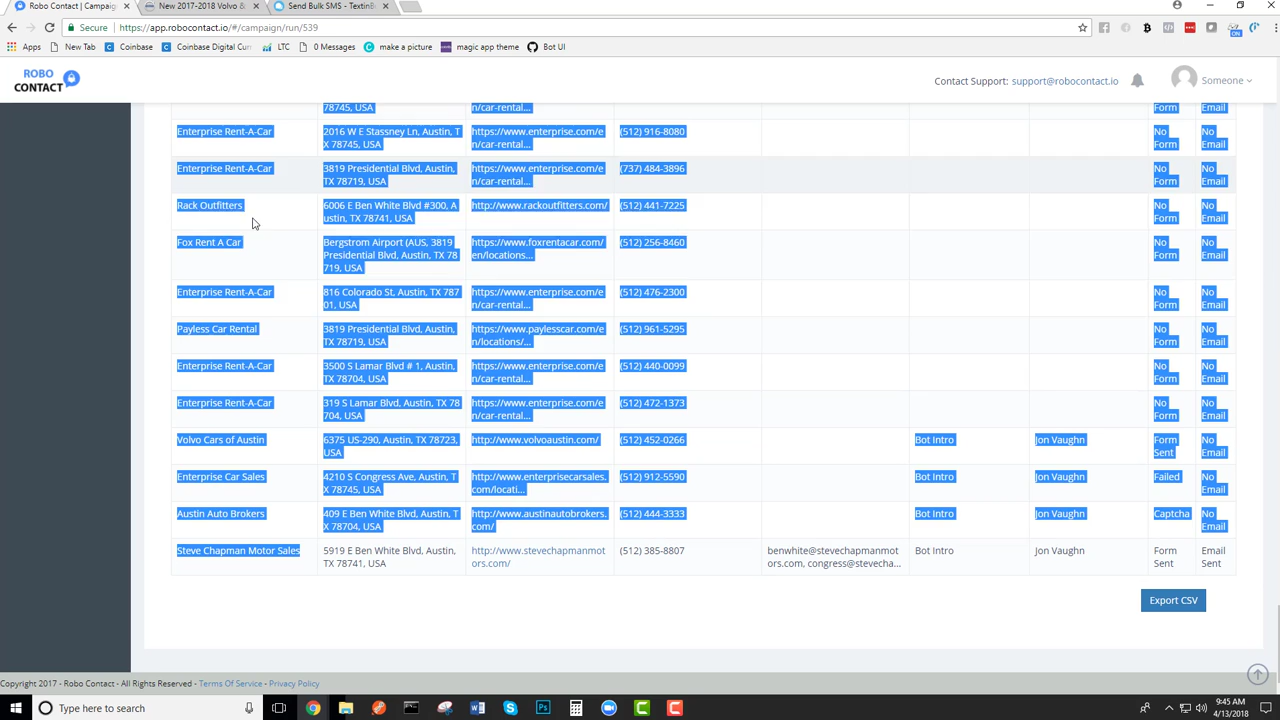 Robo Contact | Campaign
New 2017-2018 Volvo &
Send Bulk SMS - TextinB
Secure https://app.robocontact.io/#/campaign/run/539
Apps New Tab Coinbase Coinbase Digital Cur LTC 0 Messages make a picture magic app theme Bot UI
ROBO
CONTACT
Contact Support: support@robocontact.io Someone
78745, USA n/car-rental... Form Email
Enterprise Rent-A-Car 2016 W E Stassney Ln, Austin, T https://www.enterprise.com/e (512) 916-8080 No No
X 78745, USA n/car-rental... Form Email
Enterprise Rent-A-Car 3819 Presidential Blvd, Austin, https://www.enterprise.com/e (737) 484-3896 No No
TX 78719, USA n/car-rental... Form Email
Rack Outfitters 6006 E Ben White Blvd #300, A http://www.rackoutfitters.com/ (512) 441-7225 No No
ustin, TX 78741, USA Form Email
Fox Rent A Car Bergstrom Airport (AUS, 3819 https://www.foxrentacar.com/ (512) 256-8460 No No
Presidential Blvd, Austin, TX 78 en/locations... Form Email
719, USA
Enterprise Rent-A-Car 816 Colorado St, Austin, TX 787 https://www.enterprise.com/e (512) 476-2300 No No
01, USA n/car-rental... Form Email
Payless Car Rental 3819 Presidential Blvd, Austin, https://www.paylesscar.com/e (512) 961-5295 No No
TX 78719, USA n/locations/... Form Email
Enterprise Rent-A-Car 3500 S Lamar Blvd # 1, Austin, https://www.enterprise.com/e (512) 440-0099 No No
TX 78704, USA n/car-rental... Form Email
Enterprise Rent-A-Car 319 S Lamar Blvd, Austin, TX 78 https://www.enterprise.com/e (512) 472-1373 No No
704, USA n/car-rental... Form Email
Volvo Cars of Austin 6375 US-290, Austin, TX 78723, http://www.volvoaustin.com/ (512) 452-0266 Bot Intro Jon Vaughn Form No
USA Sent Email
Enterprise Car Sales 4210 S Congress Ave, Austin, T http://www.enterprisecarsales. (512) 912-5590 Bot Intro Jon Vaughn Failed No
X 78745, USA com/locati... Email
Austin Auto Brokers 409 E Ben White Blvd, Austin, T http://www.austinautobrokers. (512) 444-3333 Bot Intro Jon Vaughn Captcha No
X 78704, USA com/ Email
Steve Chapman Motor Sales 5919 E Ben White Blvd, Austin, http://www.stevechapmanmot (512) 385-8807 benwhite@stevechapmanmot Bot Intro Jon Vaughn Form Email
TX 78741, USA ors.com/ ors.com, congress@stevecha... Sent Sent
Export CSV
Copyright 2017 - Robo Contact - All Rights Reserved - Terms Of Service - Privacy Policy
Type here to search
9:45 AM
4/13/2018